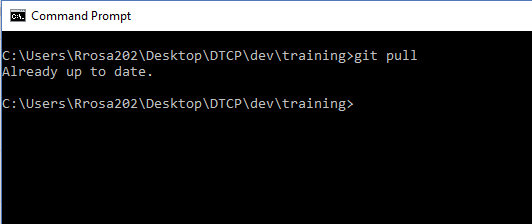 Command Prompt
C:\Users\Rrosa202\Desktop\DTCP\dev\training>git pull
Already up to date.
C:\Users\Rrosa202\Desktop\DTCP\dev\training>